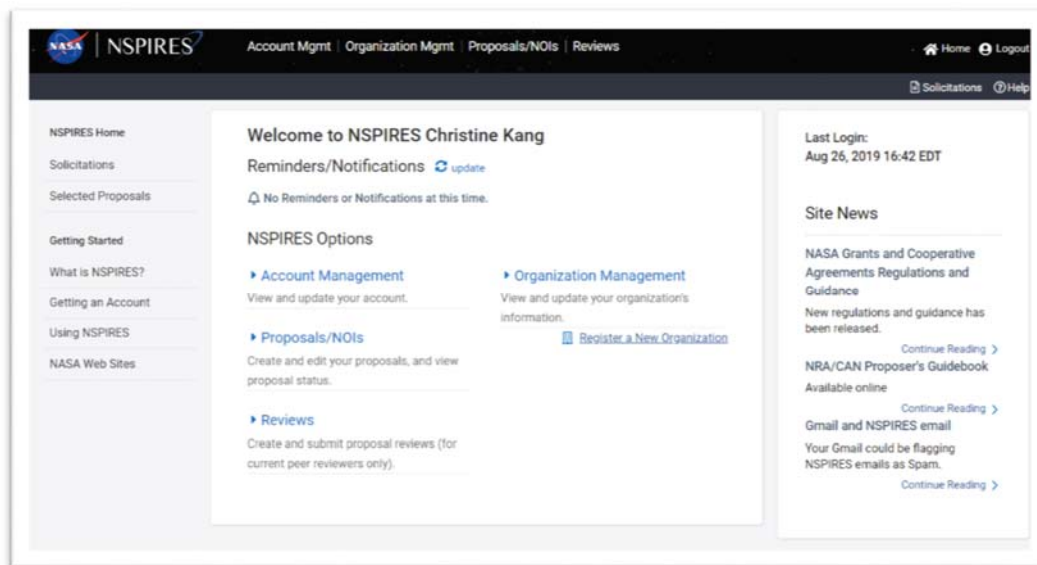 NASA NSPIRES
Account Mgmt | Organization Mgmt | Proposals/NOIs | Reviews
Home Logout
Solicitations Help
NSPIRES Home
Solicitations
Selected Proposals
Getting Started
What is NSPIRES?
Getting an Account
Using NSPIRES
NASA Web Sites
Welcome to NSPIRES Christine Kang
Reminders/Notifications update
No Reminders or Notifications at this time.
NSPIRES Options
Account Management
View and update your account.
Proposals/NOIs
Create and edit your proposals, and view
proposal status.
Reviews
Create and submit proposal reviews (for
current peer reviewers only).
Organization Management
View and update your organization's
information.
Register a New Organization
Last Login:
Aug 26, 2019 16:42 EDT
Site News
NASA Grants and Cooperative
Agreements Regulations and
Guidance
New regulations and guidance has
been released.
Continue Reading >
NRA/CAN Proposer's Guidebook
Available online
Continue Reading >
Gmail and NSPIRES email
Your Gmail could be flagging
NSPIRES emails as Spam.
Continue Reading >